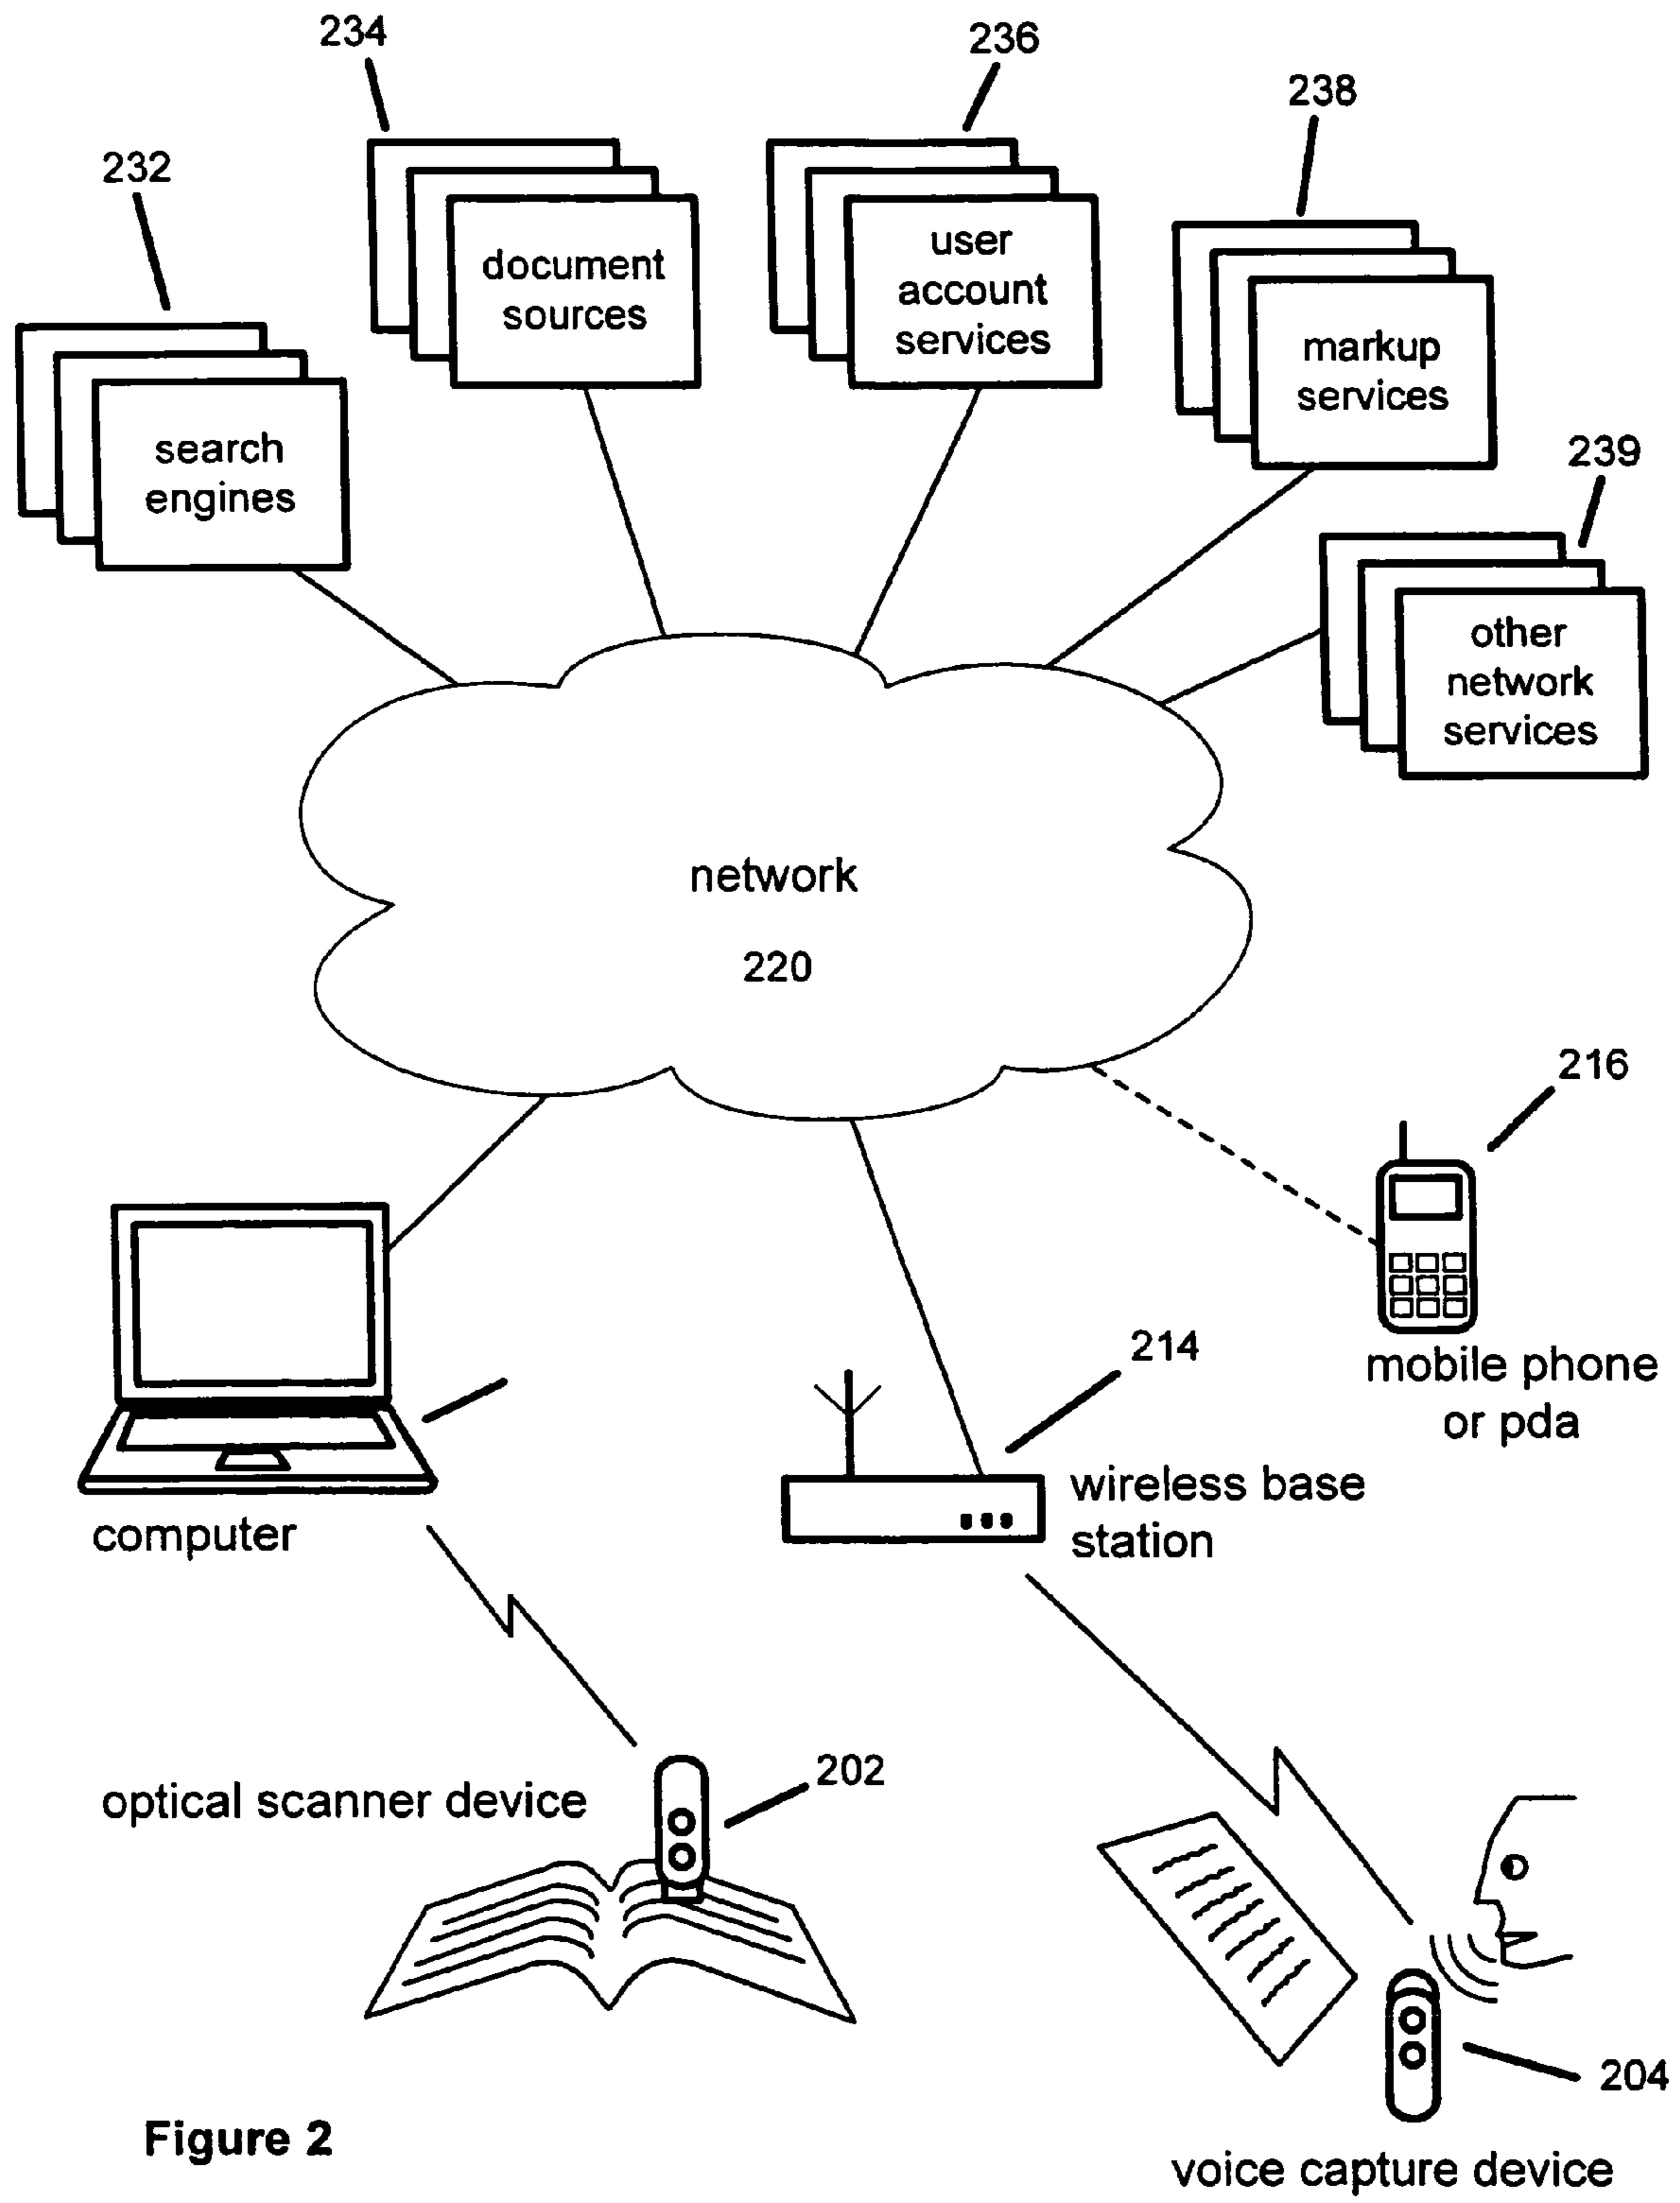 234
236
238
232
document
sources
user
account
services
markup
services
search
engines
239
other
network
services
network
220
216
mobile phone
or pda
214
wireless base
station
computer
optical scanner device
202
204
Figure 2
voice capture device